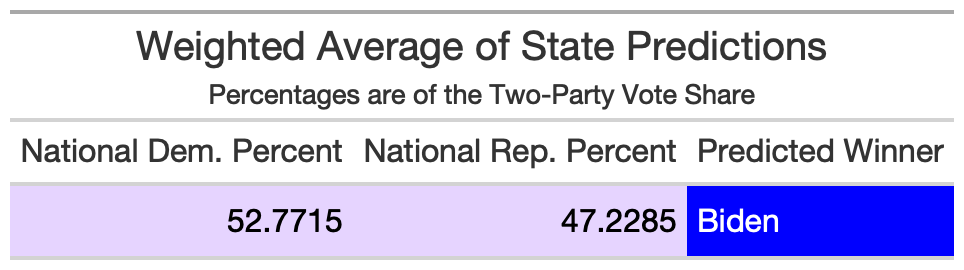 Weighted Average of State Predictions
Percentages are of the Two-Party Vote Share
National Dem. Percent National Rep. Percent Predicted Winner
52.7715 47.2285 Biden